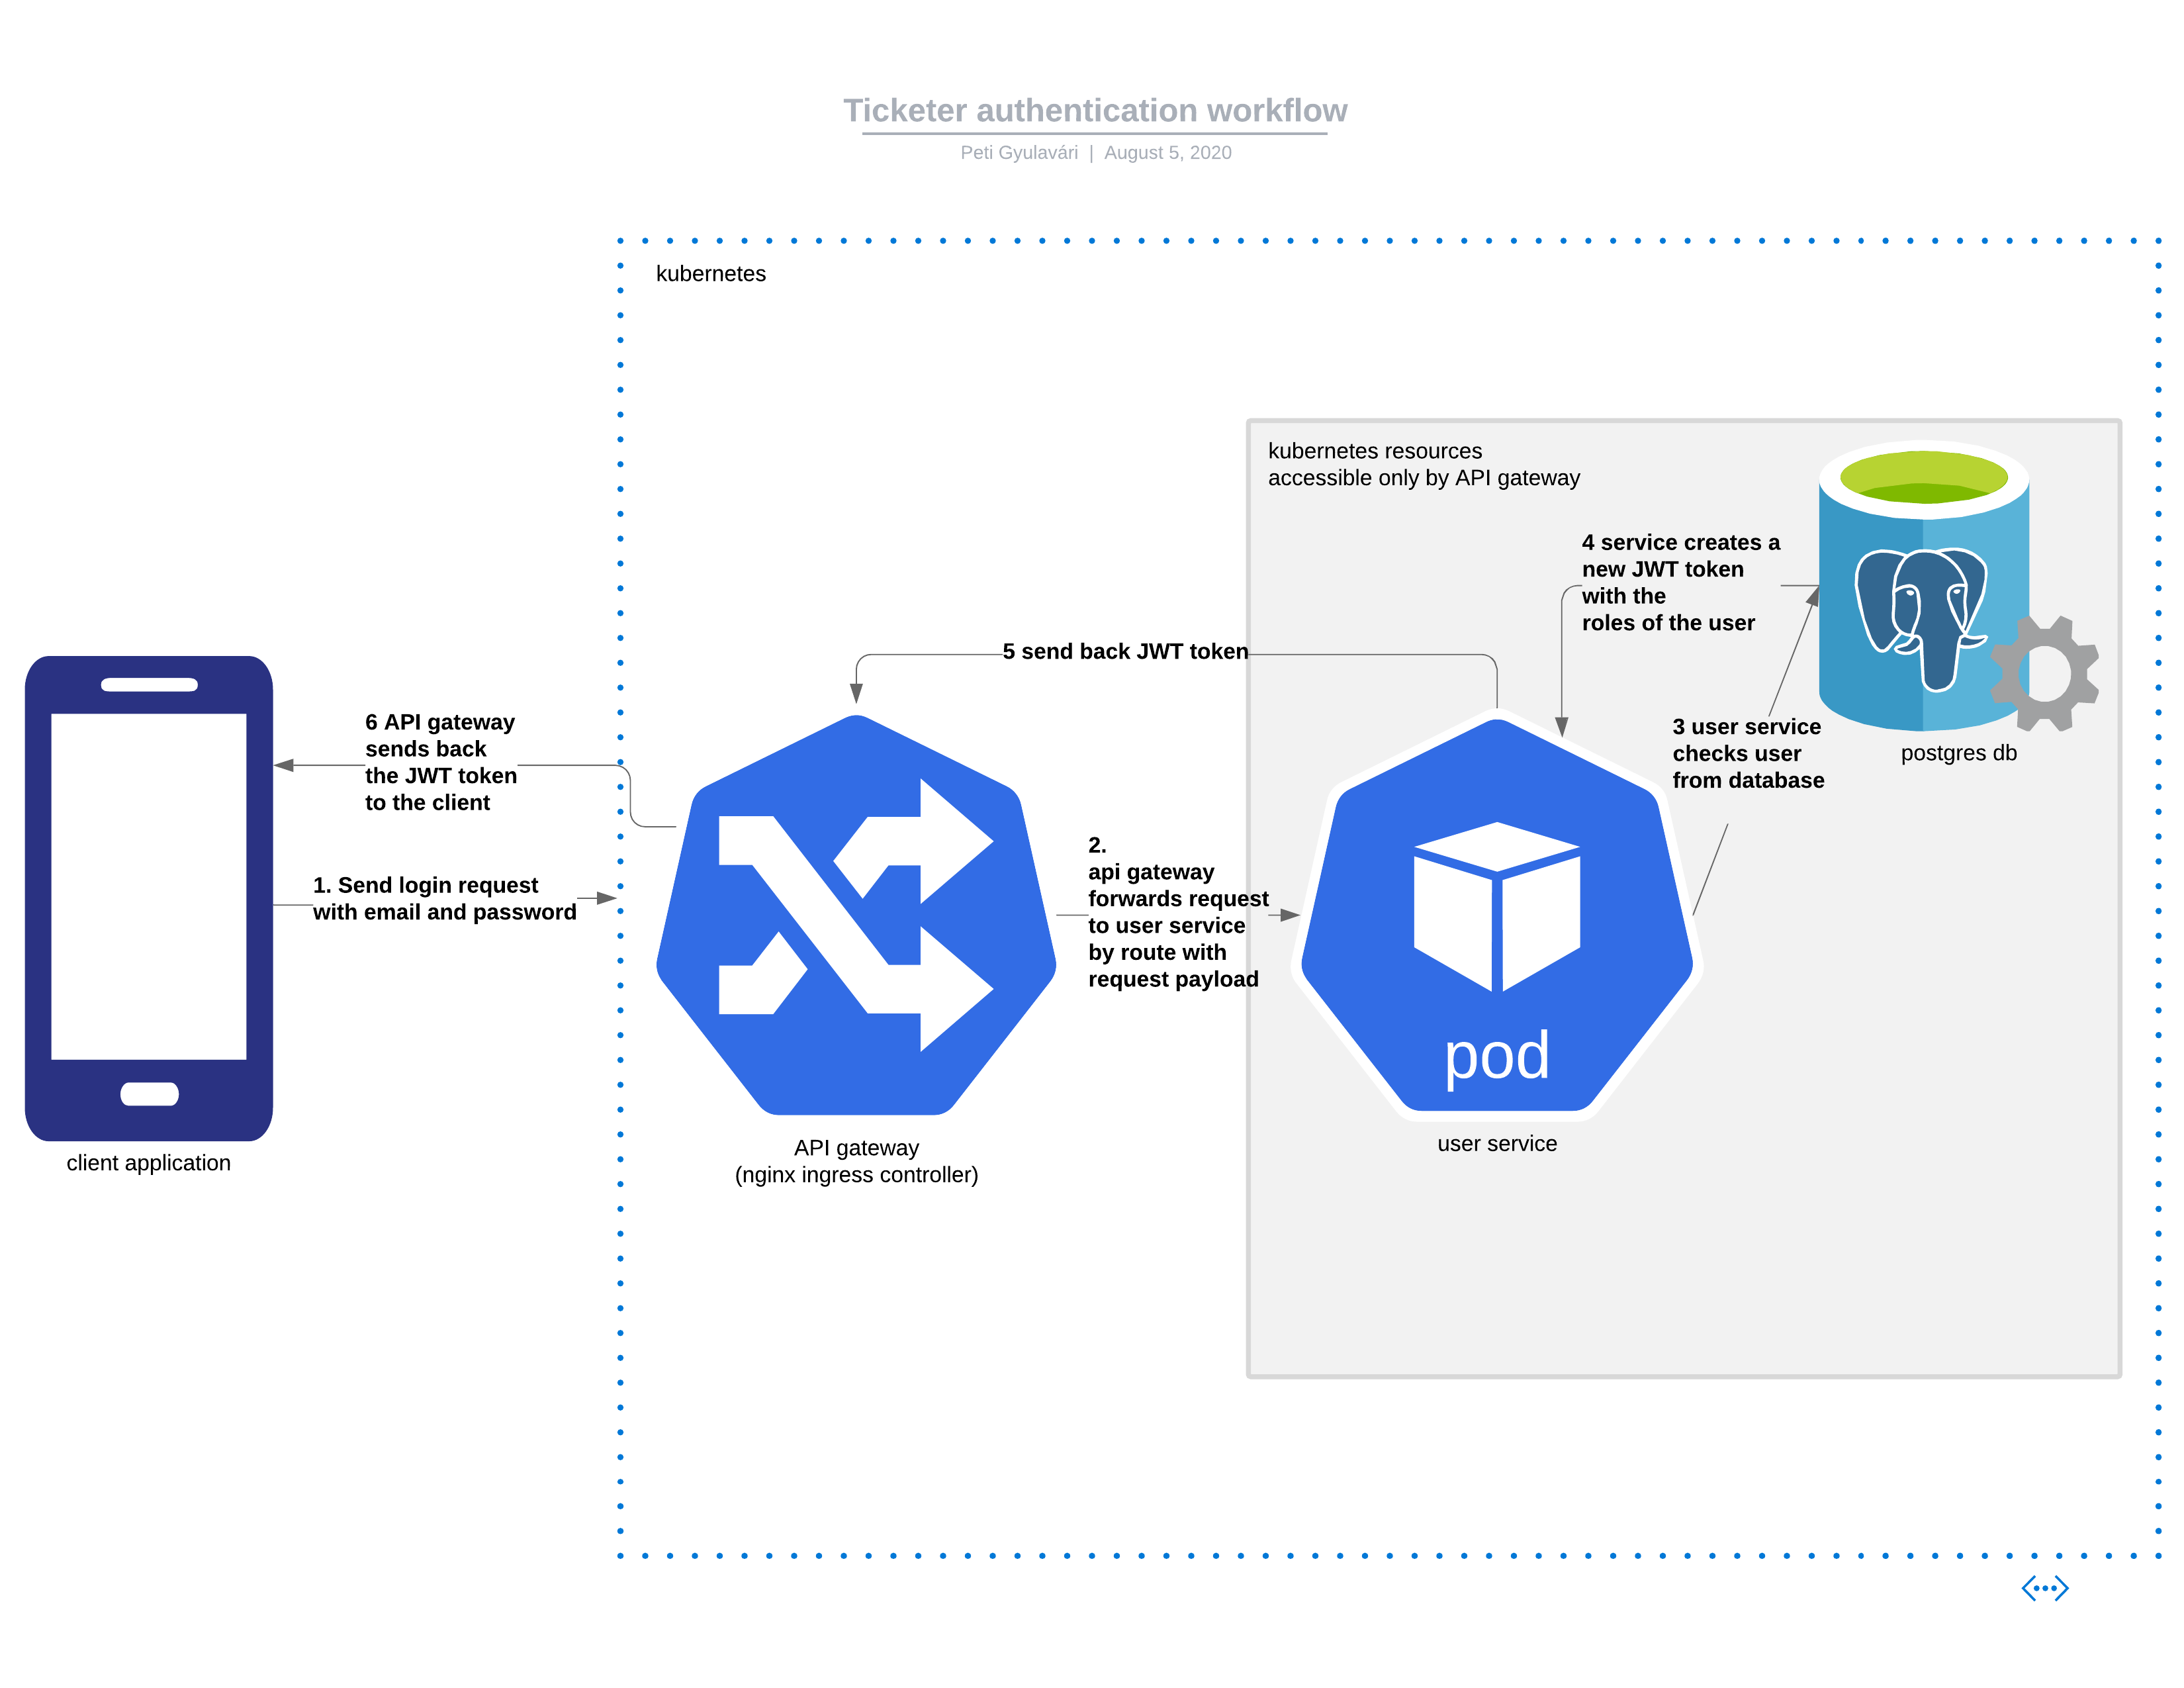 Ticketer authentication workflow
Peti Gyulavári | August 5, 2020
kubernetes
kubernetes resources
accessible only by API gateway
4 service creates a
new JWT token
with the
roles of the user
5 send back JWT token
6 API gateway
sends back
the JWT token
to the client
3 user service
checks user
from database
postgres db
1. Send login request
with email and password
2.
api gateway
forwards request
to user service
by route with
request payload
pod
client application
API gateway
(nginx ingress controller)
user service